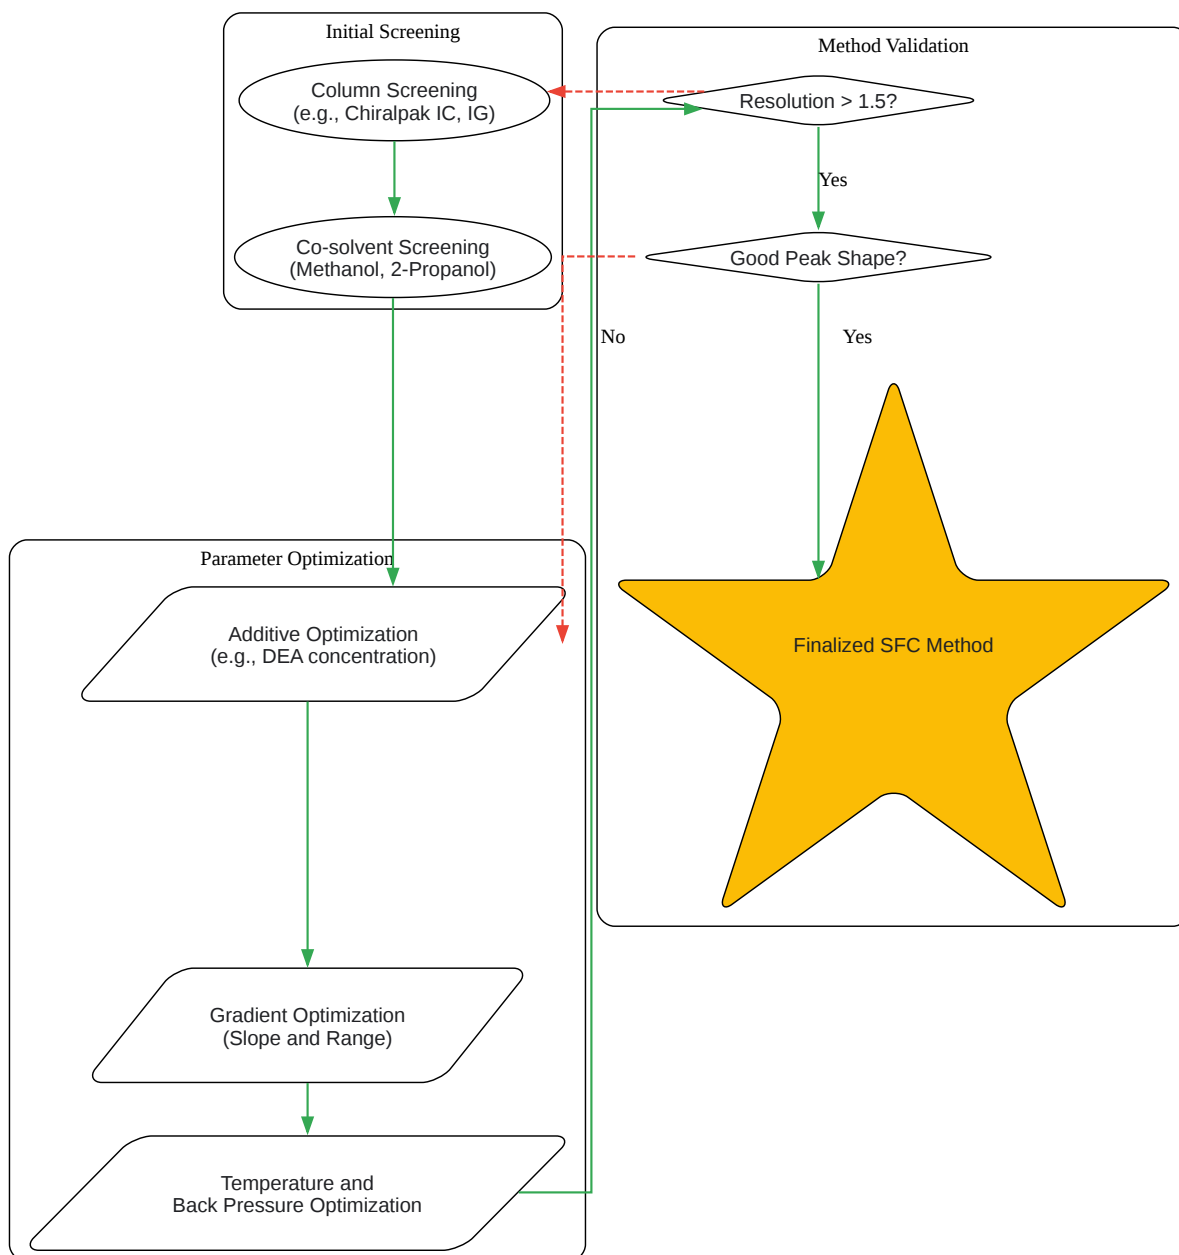 Initial Screening
Column Screening
(e.g., Chiralpak IC, IG)
Co-solvent Screening
(Methanol, 2-Propanol)
Method Validation
Resolution > 1.5?
Yes
Good Peak Shape?
No
Yes
Finalized SFC Method
Parameter Optimization
Additive Optimization
(e.g., DEA concentration)
Gradient Optimization
(Slope and Range)
Temperature and
Back Pressure Optimization